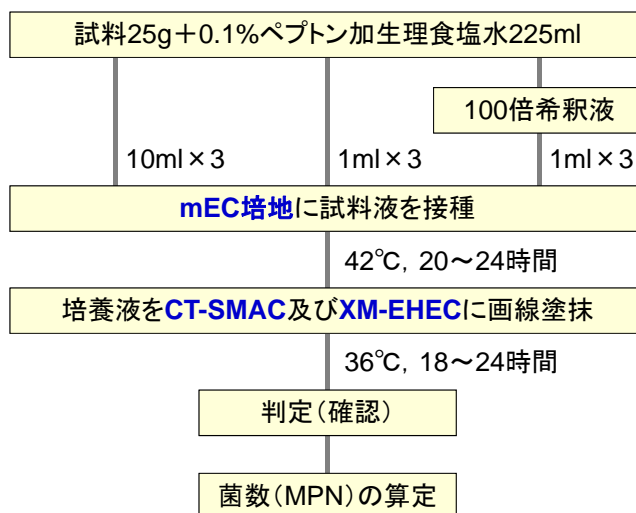 試料25g＋0.1%ペプトン加生理食塩水225ml
100倍希釈液
10ml×3 1ml×3 1ml×3
mEC培地に試料液を接種
42℃，20～24時間
培養液をCT-SMAC及びXM-EHECに画線塗抹
36℃，18～24時間
判定（確認）
菌数（MPN）の算定